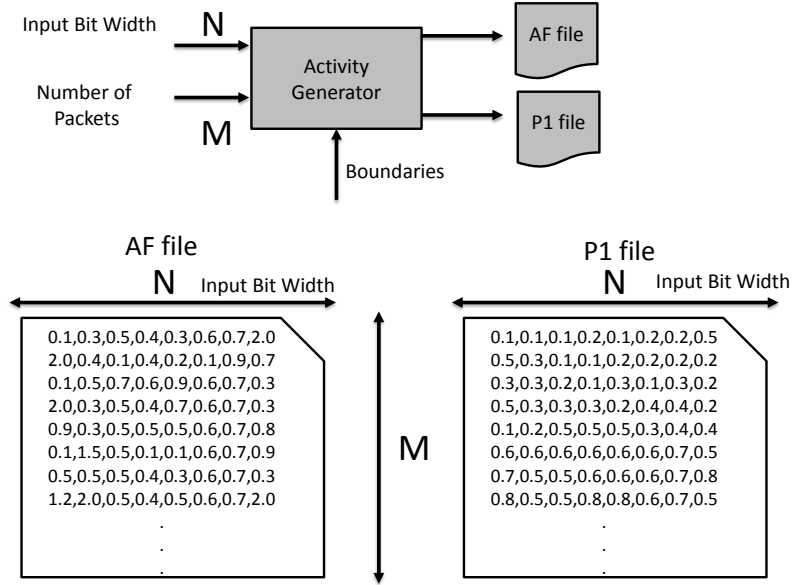 Input Bit Width
N
AF file
Activity
Generator
Number of
Packets
M
P1 file
Boundaries
AF file
N Input Bit Width
0.1,0.3,0.5,0.4,0.3,0.6,0.7,2.0
2.0,0.4,0.1,0.4,0.2,0.1,0.9,0.7
0.1,0.5,0.7,0.6,0.9,0.6,0.7,0.3
2.0,0.3,0.5,0.4,0.7,0.6,0.7,0.3
0.9,0.3,0.5,0.5,0.5,0.6,0.7,0.8
0.1,1.5,0.5,0.1,0.1,0.6,0.7,0.9
0.5,0.5,0.5,0.4,0.3,0.6,0.7,0.3
1.2,2.0,0.5,0.4,0.5,0.6,0.7,2.0
.
.
.
M
P1 file
N Input Bit Width
0.1,0.1,0.1,0.2,0.1,0.2,0.2,0.5
0.5,0.3,0.1,0.1,0.2,0.2,0.2,0.2
0.3,0.3,0.2,0.1,0.3,0.1,0.3,0.2
0.5,0.3,0.3,0.3,0.2,0.4,0.4,0.2
0.1,0.2,0.5,0.5,0.5,0.3,0.4,0.4
0.6,0.6,0.6,0.6,0.6,0.6,0.7,0.5
0.7,0.5,0.5,0.6,0.6,0.6,0.7,0.8
0.8,0.5,0.5,0.8,0.8,0.6,0.7,0.5
.
.
.